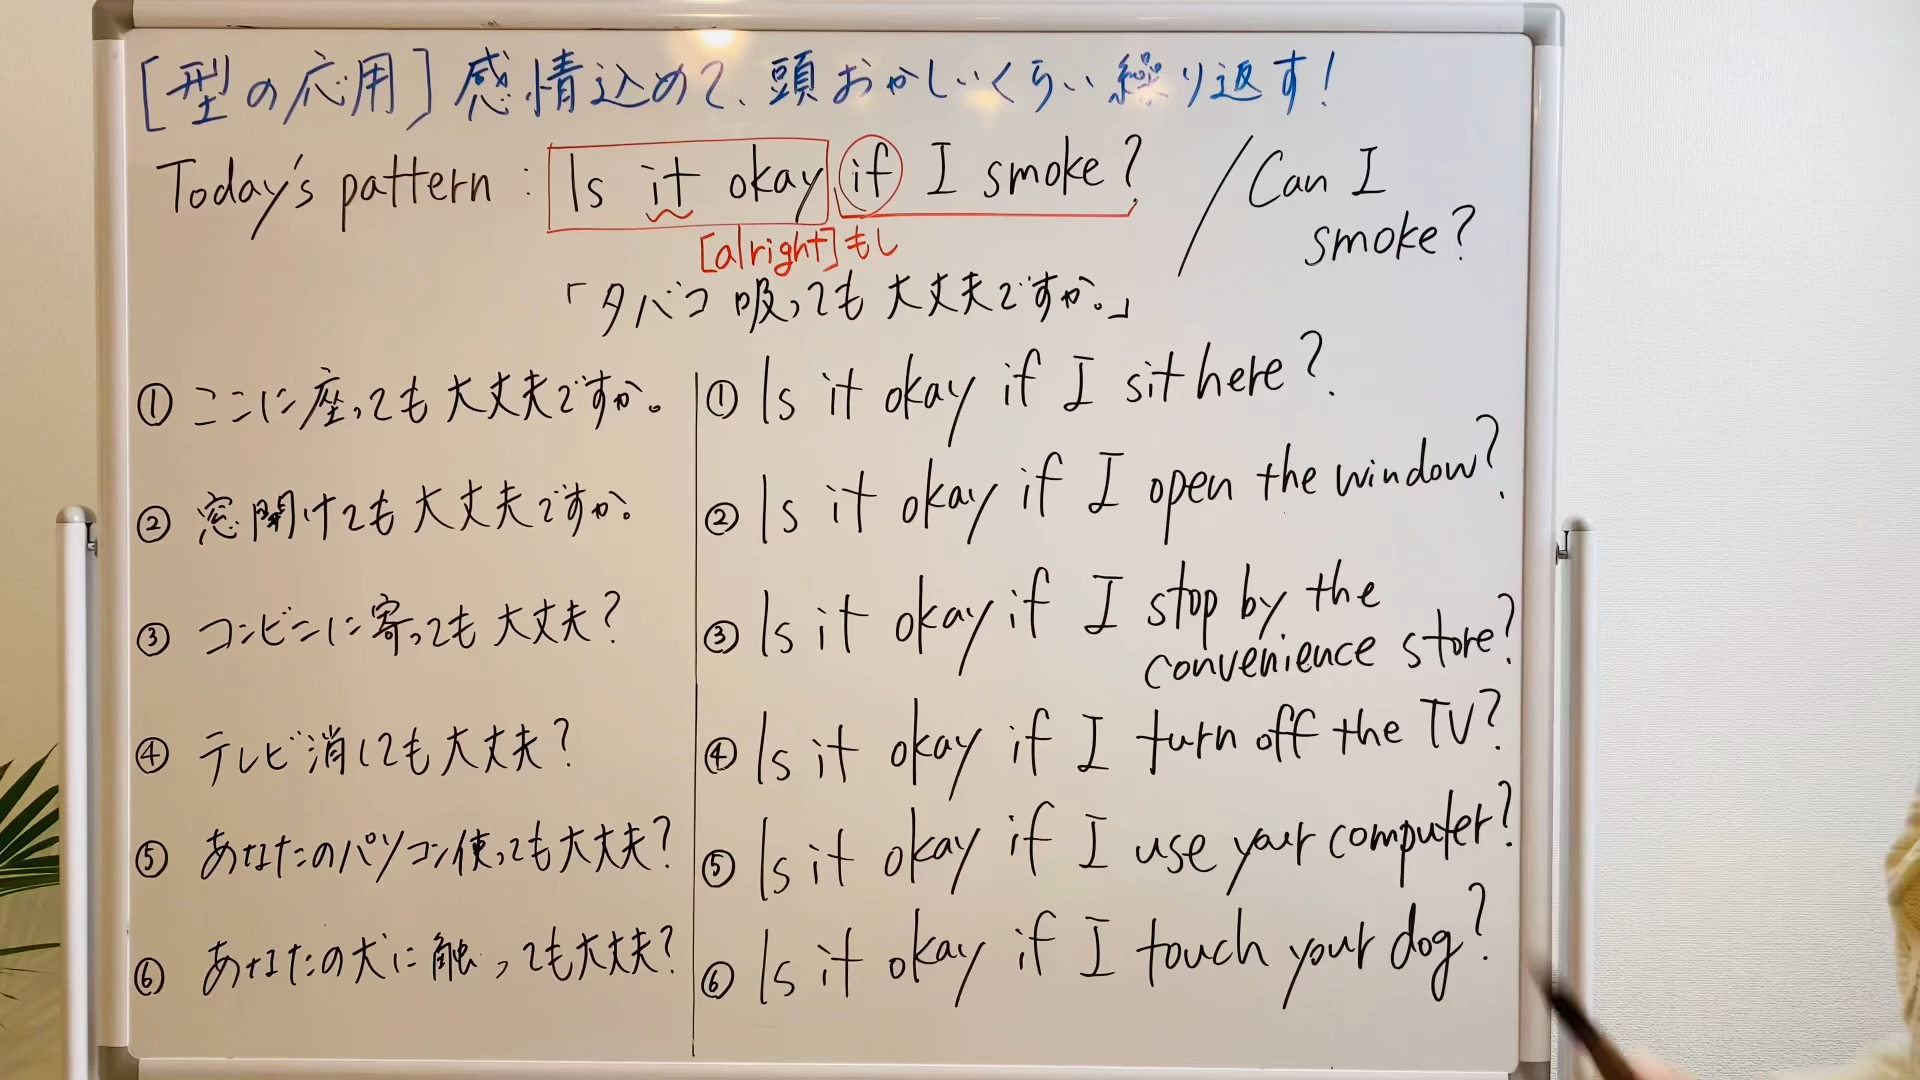 [型の応用] 感情込めて、頭おかしいくらい繰り返す!
Today's pattern : Is it okay if I smoke? / Can I smoke?
[alright] もし
「タバコ吸っても大丈夫ですか。」
① ここに座っても大丈夫ですか。
② 窓開けても大丈夫ですか。
③ コンビニに寄っても大丈夫?
④ テレビ消しても大丈夫?
⑤ あなたのパソコン使っても大丈夫?
⑥ あなたの犬に触っても大丈夫?
① Is it okay if I sit here?
② Is it okay if I open the window?
③ Is it okay if I stop by the
convenience store?
④ Is it okay if I turn off the TV?
⑤ Is it okay if I use your computer?
⑥ Is it okay if I touch your dog?